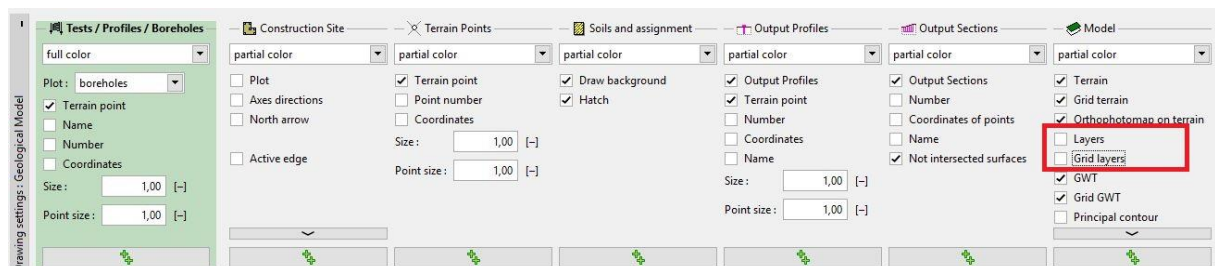 Tests / Profiles / Boreholes
full color
Plot : boreholes
Terrain point
Name
Number
Coordinates
Size : 1,00 [–]
Point size : 1,00 [–]
Construction Site
partial color
Plot
Axes directions
North arrow
Active edge
Terrain Points
partial color
Terrain point
Point number
Coordinates
Size : 1,00 [–]
Point size : 1,00 [–]
Soils and assignment
partial color
Draw background
Hatch
Output Profiles
partial color
Output Profiles
Terrain point
Number
Coordinates
Name
Size : 1,00 [–]
Point size : 1,00 [–]
Output Sections
partial color
Output Sections
Number
Coordinates of points
Name
Not intersected surfaces
Model
partial color
Terrain
Grid terrain
Orthophotomap on terrain
Layers
Grid layers
GWT
Grid GWT
Principal contour
rawing settings : Geological Model